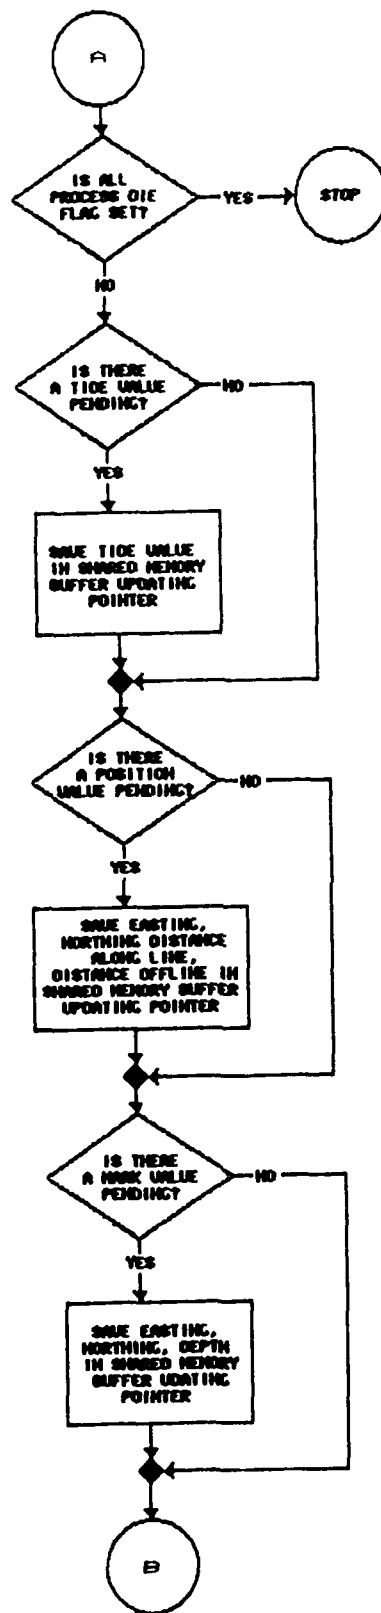 A
IS ALL
PROCESS DIE
FLAG SET?
YES
STOP
NO
IS THERE
A TIDE VALUE
PENDING?
NO
YES
SAVE TIDE VALUE
IN SHARED MEMORY
BUFFER UPDATING
POINTER
IS THERE
A POSITION
VALUE PENDING?
NO
YES
SAVE EASTING,
NORTHING DISTANCE
ALONG LINE,
DISTANCE OFFLINE IN
SHARED MEMORY BUFFER
UPDATING POINTER
IS THERE
A MARK VALUE
PENDING?
NO
YES
SAVE EASTING,
NORTHING, DEPTH
IN SHARED MEMORY
BUFFER UDATING
POINTER
B